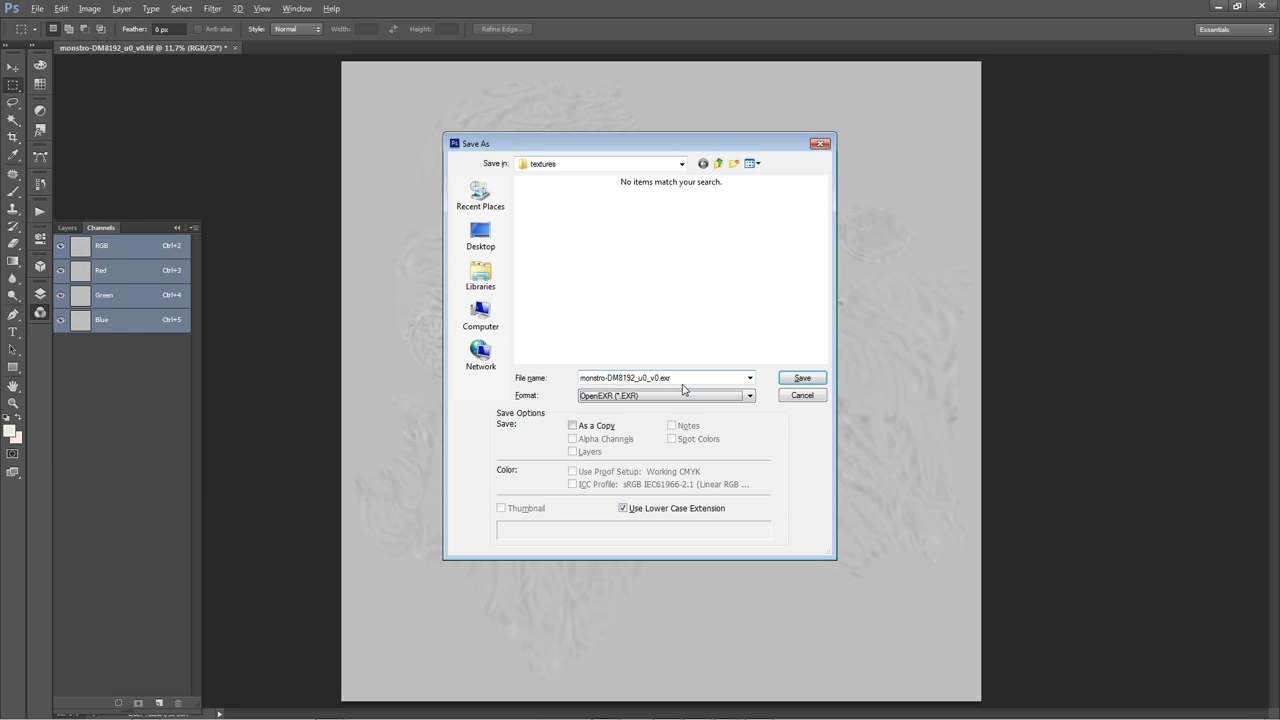 Ps File Edit Image Layer Type Select Filter 3D View Window Help
Feather: 0 px Anti-alias Style: Normal Width: Height: Refine Edge... Essentials
monstro-DM8192_u0_v0.tif @ 11,7% (RGB/32*) * ×
Save As
Save in: textures
No items match your search.
Recent Places
Desktop
Libraries
Computer
Network
Layers Channels
RGB Ctrl+2
Red Ctrl+3
Green Ctrl+4
Blue Ctrl+5
File name: monstro-DM8192_u0_v0.exr Save
Format: OpenEXR (*.EXR) Cancel
Save Options
Save: As a Copy Notes
Alpha Channels Spot Colors
Layers
Color: Use Proof Setup: Working CMYK
ICC Profile: sRGB IEC61966-2.1 (Linear RGB ...
Thumbnail Use Lower Case Extension